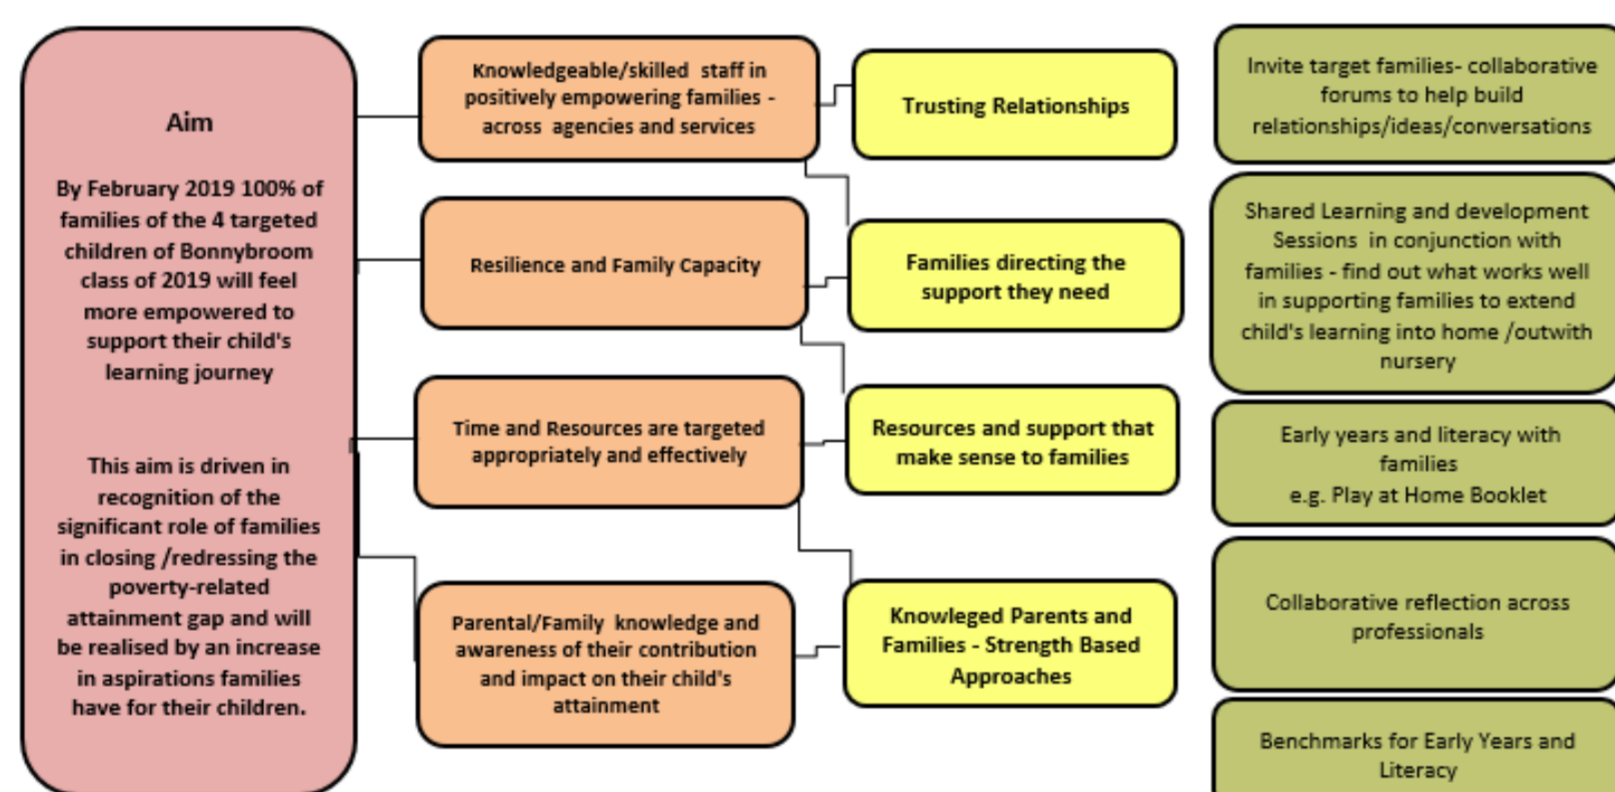 Aim
By February 2019 100% of
families of the 4 targeted
children of Bonnybroom
class of 2019 will feel
more empowered to
support their child's
learning journey
This aim is driven in
recognition of the
significant role of families
in closing /redressing the
poverty-related
attainment gap and will
be realised by an increase
in aspirations families
have for their children.
Knowledgeable/skilled staff in
positively empowering families -
across agencies and services
Resilience and Family Capacity
Time and Resources are targeted
appropriately and effectively
Parental/Family knowledge and
awareness of their contribution
and impact on their child's
attainment
Trusting Relationships
Families directing the
support they need
Resources and support that
make sense to families
Knowleged Parents and
Families - Strength Based
Approaches
Invite target families- collaborative
forums to help build
relationships/ideas/conversations
Shared Learning and development
Sessions in conjunction with
families - find out what works well
in supporting families to extend
child's learning into home /outwith
nursery
Early years and literacy with
families
e.g. Play at Home Booklet
Collaborative reflection across
professionals
Benchmarks for Early Years and
Literacy